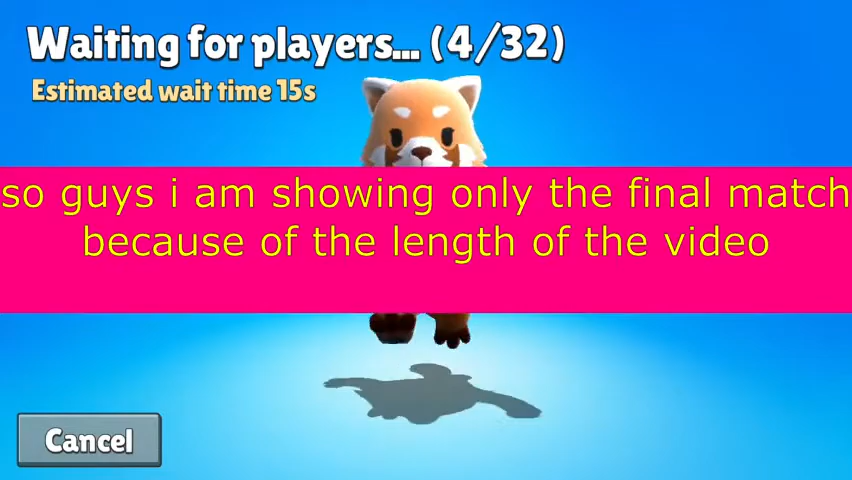 Waiting for players... (4/32)
Estimated wait time 15s
so guys i am showing only the final match
because of the length of the video
Cancel